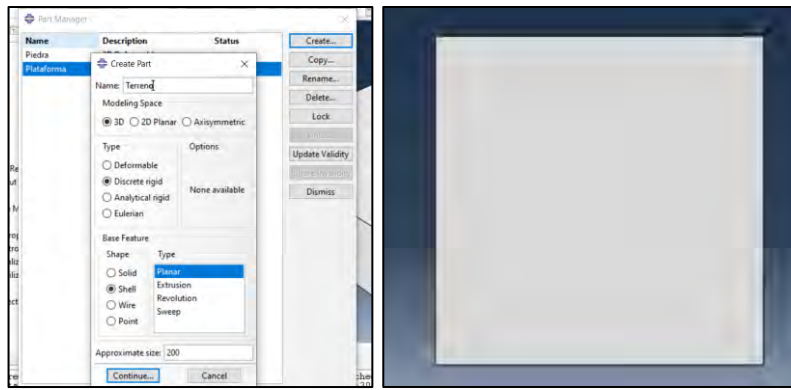 Part Manager
Name Description Status
Piedra
Plataforma
Create...
Copy...
Rename...
Delete...
Lock
Update Validity
Dismiss
Create Part
Name: Terreno
Modeling Space
3D 2D Planar Axisymmetric
Type Options
Deformable
Discrete rigid
Analytical rigid
Eulerian
None available
Base Feature
Shape Type
Solid
Shell
Wire
Point
Planar
Extrusion
Revolution
Sweep
Approximate size: 200
Continue... Cancel